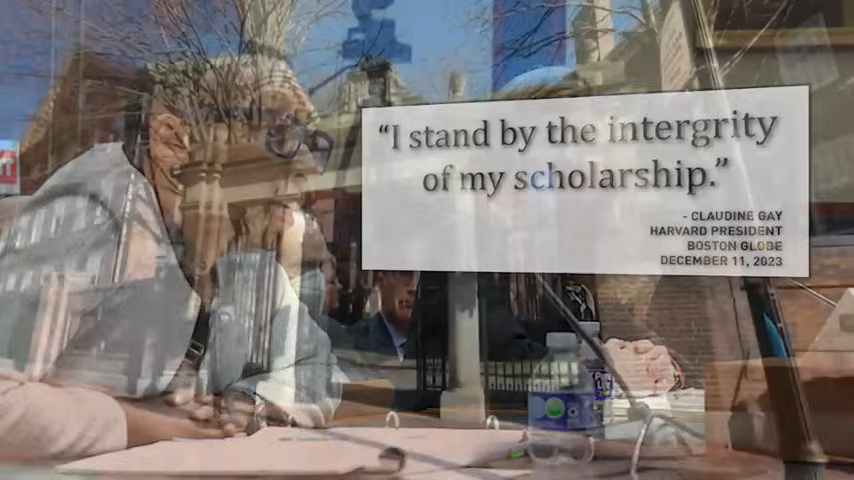 “I stand by the intergrity
of my scholarship.”
- CLAUDINE GAY
HARVARD PRESIDENT
BOSTON GLOBE
DECEMBER 11, 2023